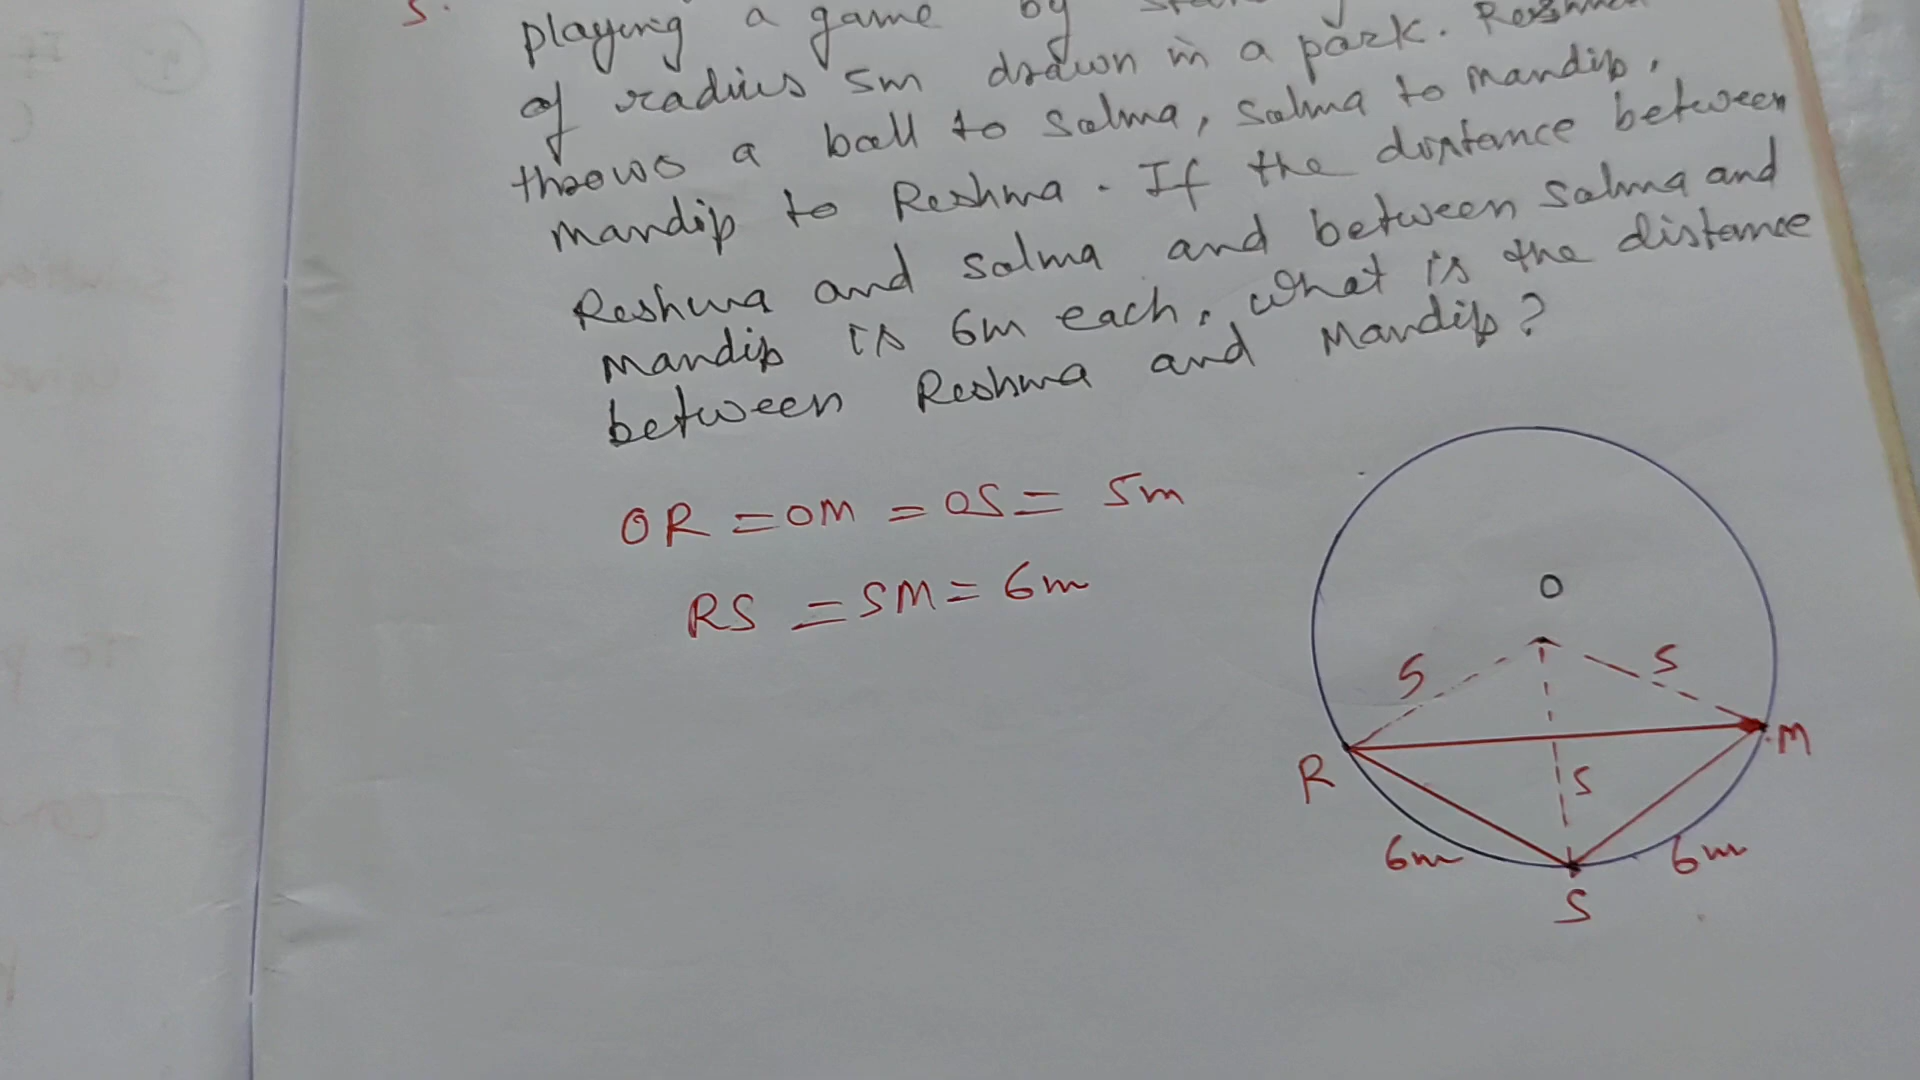 5.
playing a game by
of radius 5m drawn in a park. Reshma
throws a ball to Salma, Salma to Mandip,
Mandip to Reshma. If the distance between
Reshma and Salma and between Salma and
Mandip is 6m each, what is the distance
between Reshma and Mandip?
OR = OM = OS = 5m
RS = SM = 6m
O
5
5
R
M
5
6m
6m
S